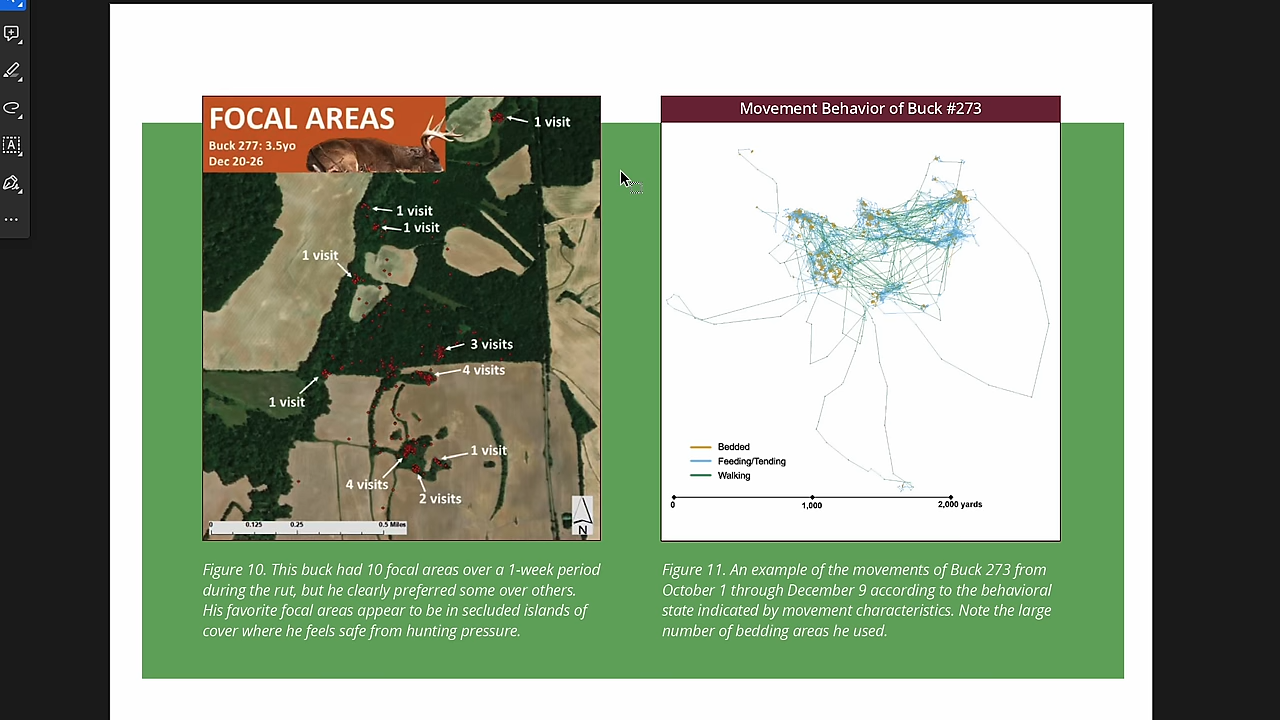 FOCAL AREAS
Buck 277: 3.5yo
Dec 20-26
1 visit
1 visit
1 visit
1 visit
3 visits
4 visits
1 visit
1 visit
4 visits
2 visits
0 0.125 0.25 0.5 Miles
N
Figure 10. This buck had 10 focal areas over a 1-week period
during the rut, but he clearly preferred some over others.
His favorite focal areas appear to be in secluded islands of
cover where he feels safe from hunting pressure.
Movement Behavior of Buck #273
Bedded
Feeding/Tending
Walking
0 1,000 2,000 yards
Figure 11. An example of the movements of Buck 273 from
October 1 through December 9 according to the behavioral
state indicated by movement characteristics. Note the large
number of bedding areas he used.